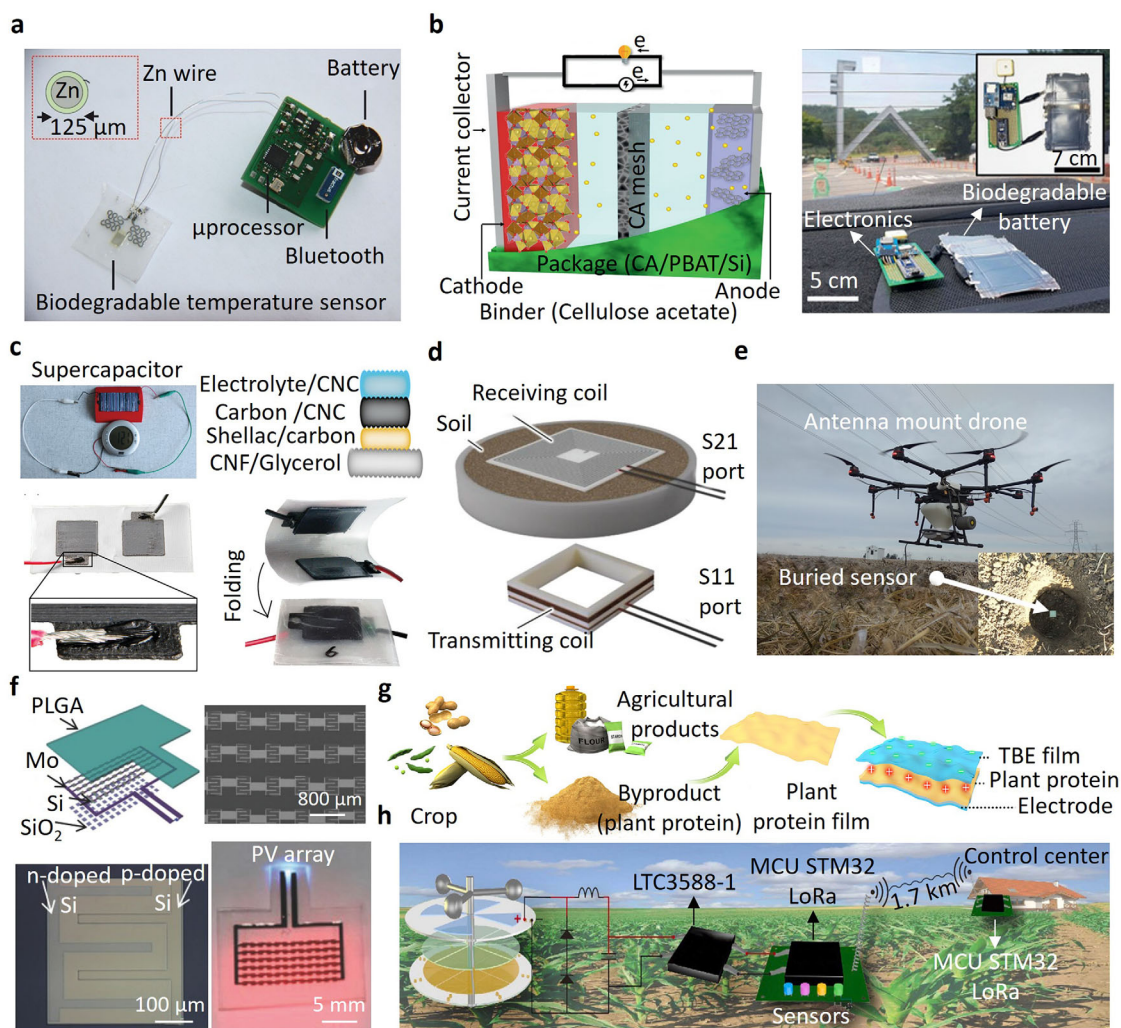 a
Zn
125 µm
Zn wire
Battery
µprocessor
Bluetooth
Biodegradable temperature sensor
b
e
e
Current collector
CA mesh
Package (CA/PBAT/Si)
Cathode
Anode
Binder (Cellulose acetate)
7 cm
Biodegradable
battery
Electronics
5 cm
c
Supercapacitor
Electrolyte/CNC
Carbon /CNC
Shellac/carbon
CNF/Glycerol
Folding
6
d
Receiving coil
Soil
S21
port
S11
port
Transmitting coil
e
Antenna mount drone
Buried sensor
f
PLGA
Mo
Si
SiO₂
800 µm
n-doped
Si
p-doped
Si
100 µm
PV array
5 mm
g
Agricultural
products
FLOUR
STARCH
Crop
Byproduct
(plant protein)
Plant
protein film
TBE film
Plant protein
Electrode
h
LTC3588-1
MCU STM32
LoRa
1.7 km
Control center
MCU STM32
LoRa
Sensors